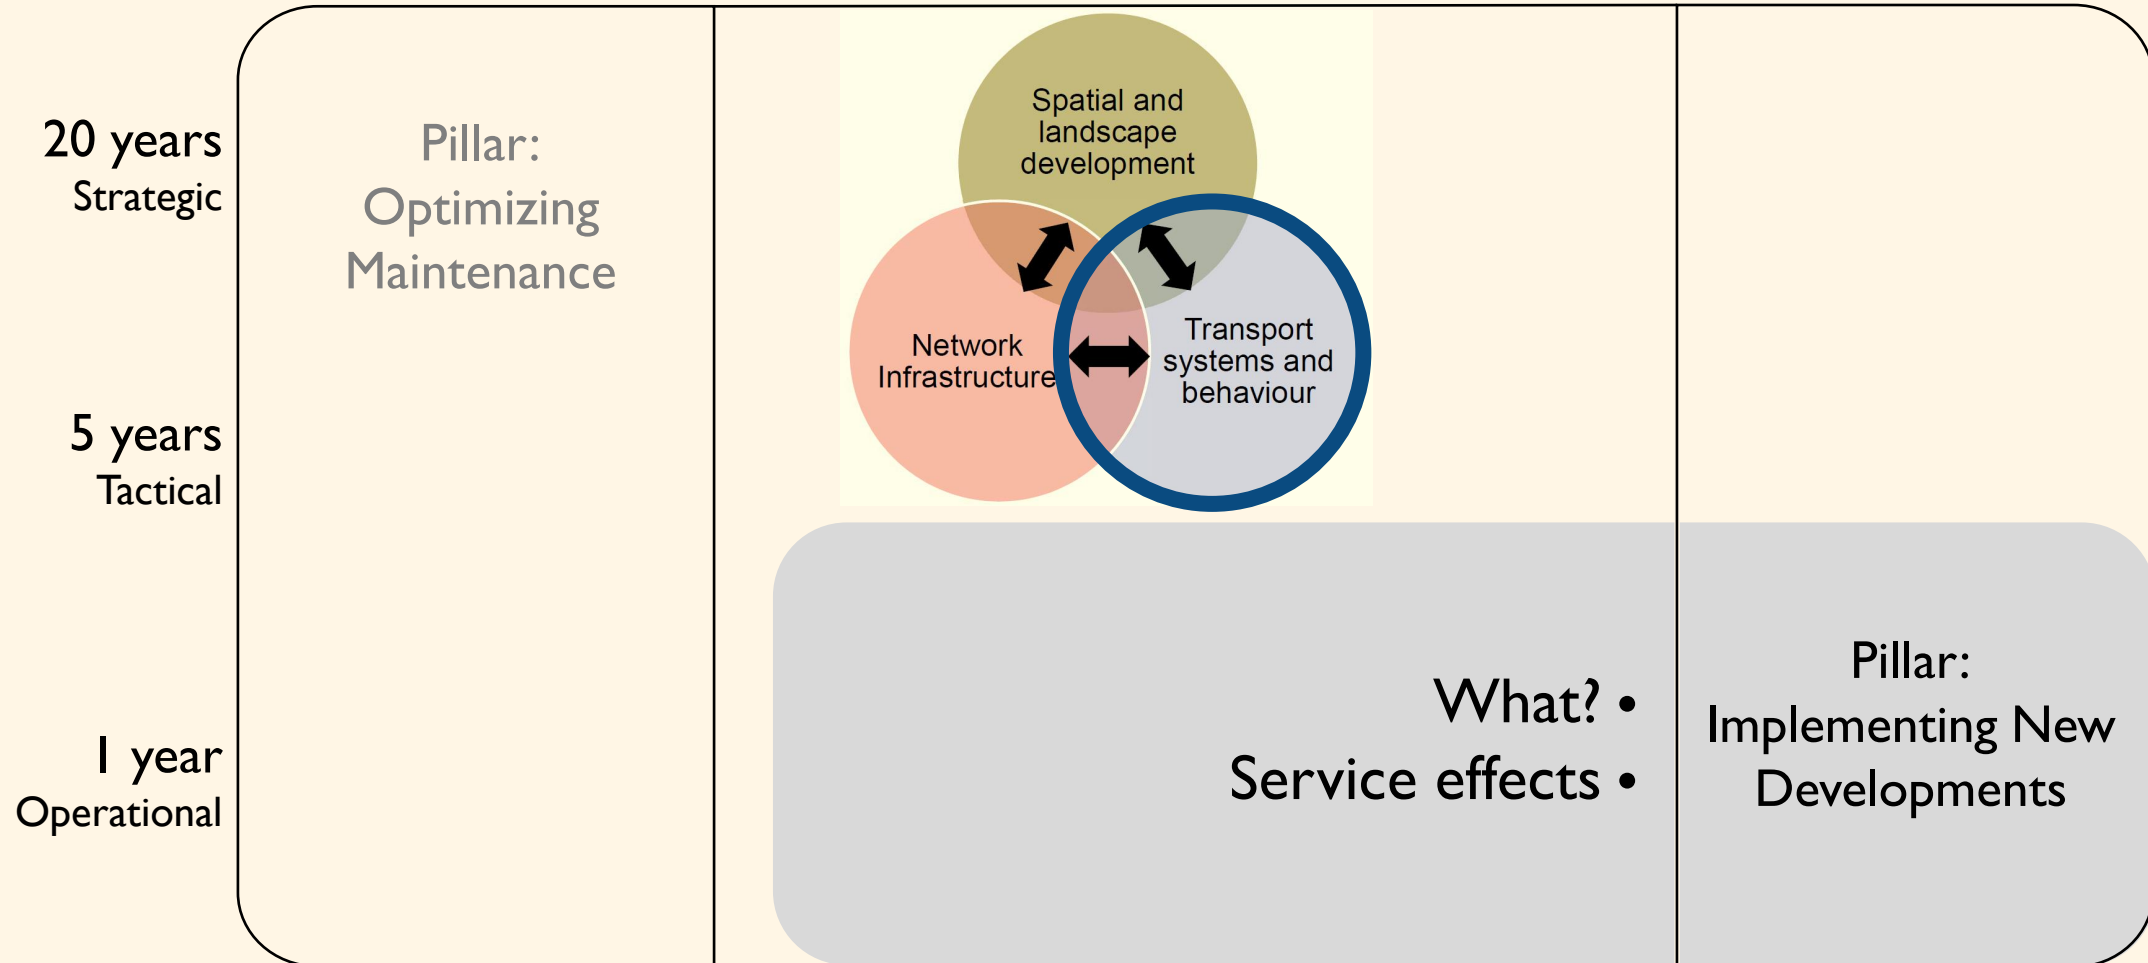 20 years
Strategic
5 years
Tactical
1 year
Operational
Pillar:
Optimizing
Maintenance
Spatial and
landscape
development
Network
Infrastructure
Transport
systems and
behaviour
What? •
Service effects •
Pillar:
Implementing New
Developments